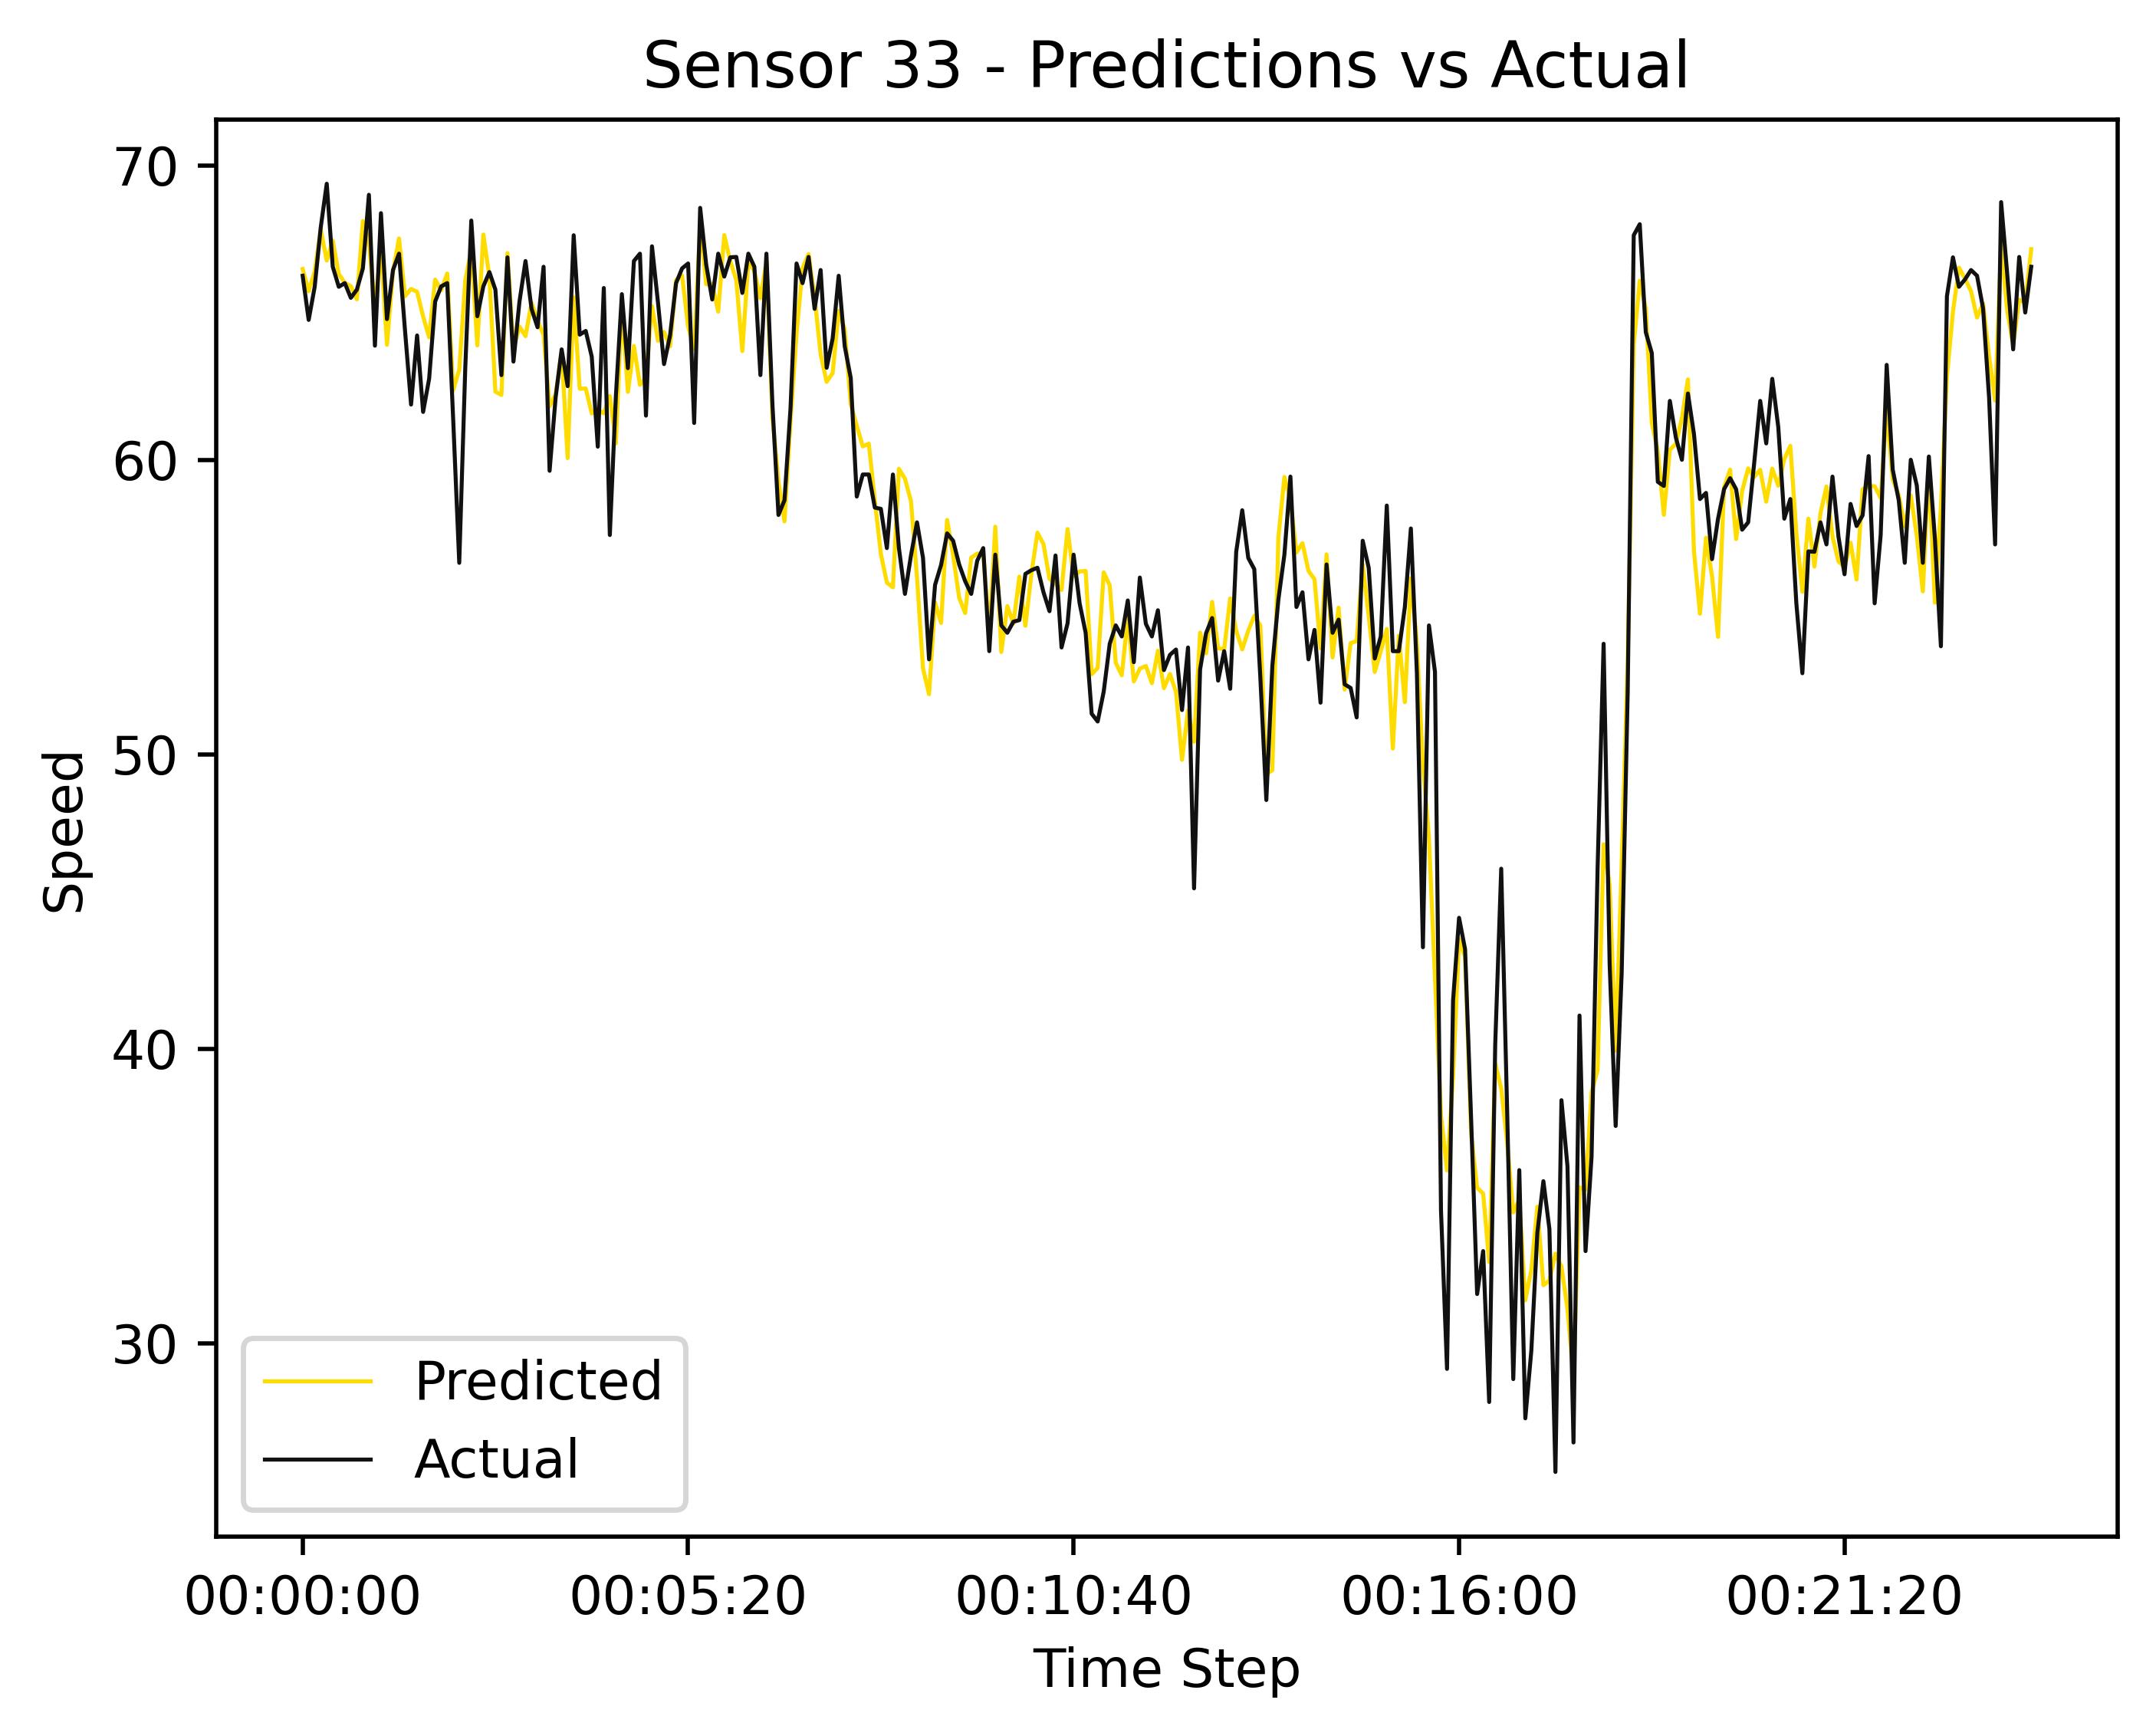 Sensor 33 - Predictions vs Actual
70
60
50
40
30
Speed
Predicted
Actual
00:00:00 00:05:20 00:10:40 00:16:00 00:21:20
Time Step